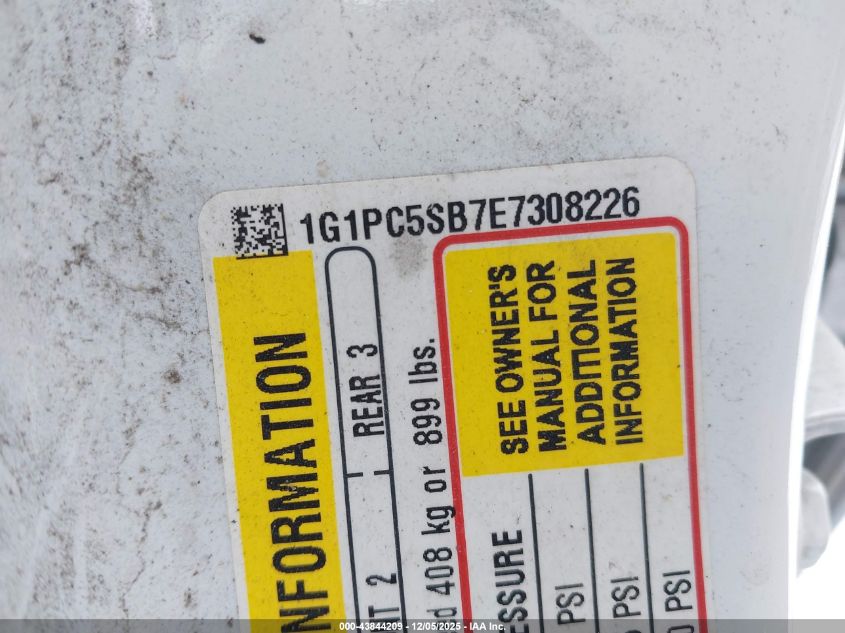 1G1PC5SB7E7308226
NFORMATION
2 REAR 3
408 kg or 899 lbs.
SEE OWNER'S
MANUAL FOR
ADDITIONAL
INFORMATION
ESSURE
PSI
PSI
PSI
000-43844209 - 12/05/2025 - IAA Inc.